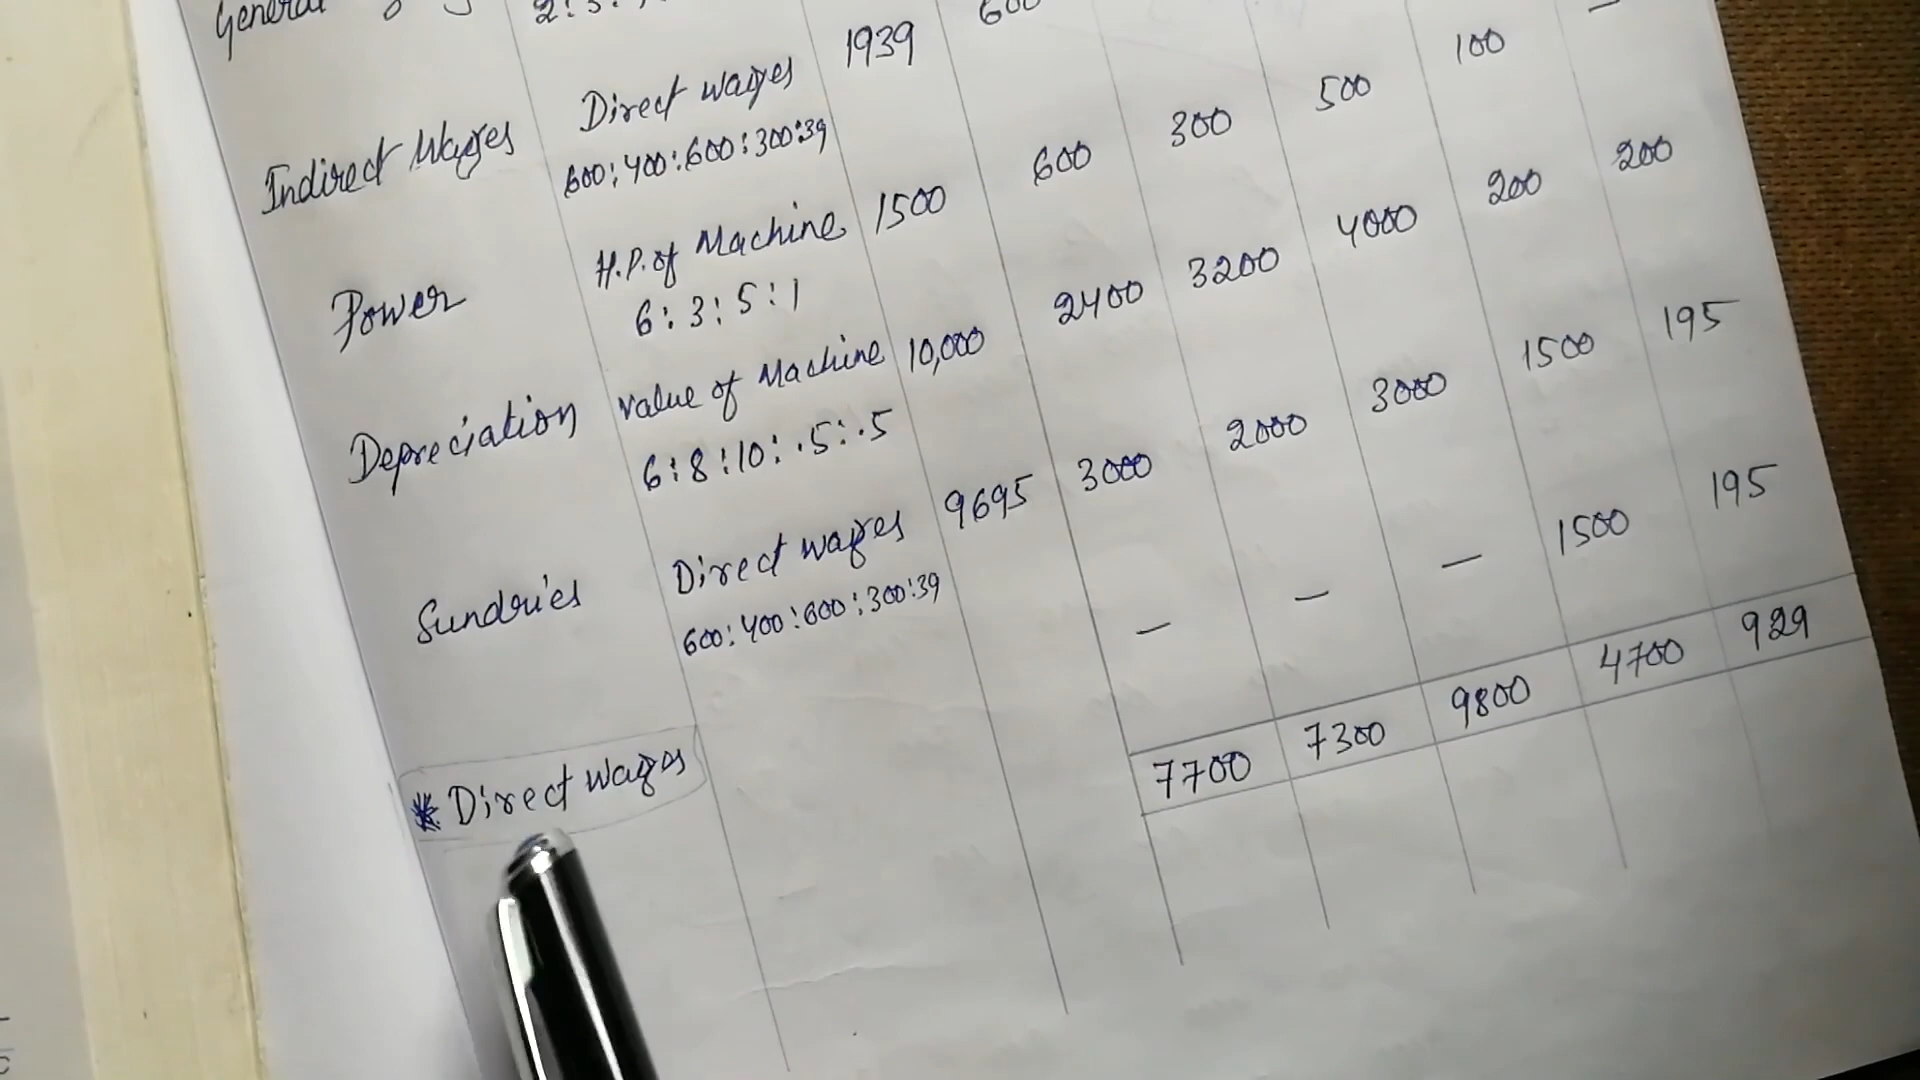 General
Indirect Wages Direct wages 1939 600
600:400:600:300:39
Power H.P. of Machine 1500 600 300 500 100 —
6:3:5:1
Depreciation Value of Machine 10,000 2400 3200 4000 200 200
6:8:10:.5:.5
Sundries Direct wages 9695 3000 2000 3000 1500 195
600:400:600:300:39
* Direct Wages — — — 1500 195
7700 7300 9800 4700 929